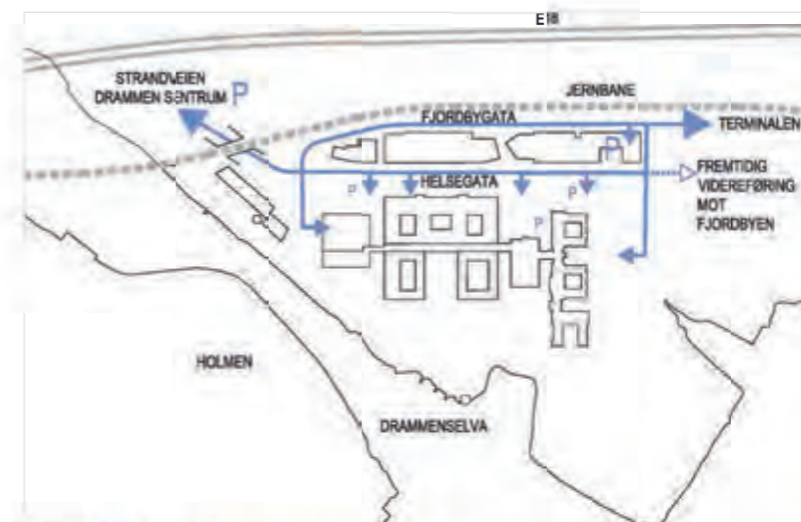 E18
STRANDVEIEN
DRAMMEN SENTRUM P
JERNBANE
FJORDBYGATA
TERMINALEN
P
FREMTIDIG
VIDEREFØRING
MOT
FJORDBYEN
P
HELSEGATA
P
P
HOLMEN
DRAMMENSELVA